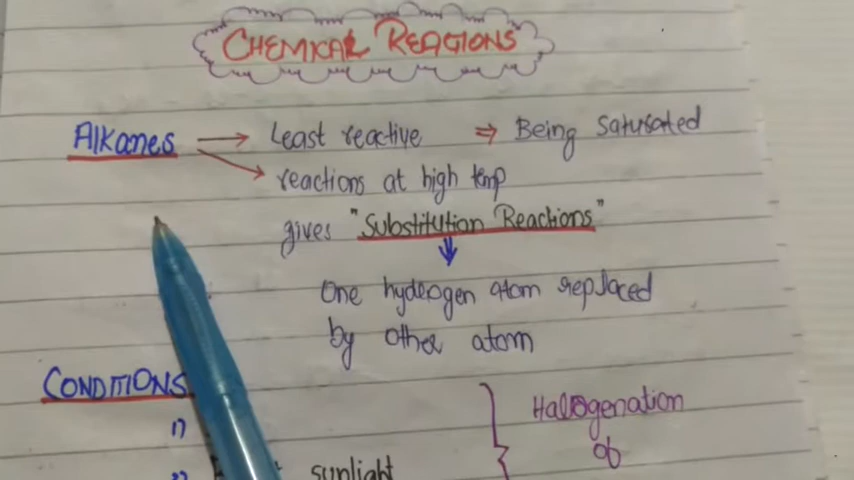 CHEMICAL REACTIONS
Alkanes → Least reactive ⇒ Being saturated
→ reactions at high temp
gives "Substitution Reactions"
↓
One hydrogen atom replaced
by other atom
CONDITIONS
1)
2) sunlight
} Halogenation
of